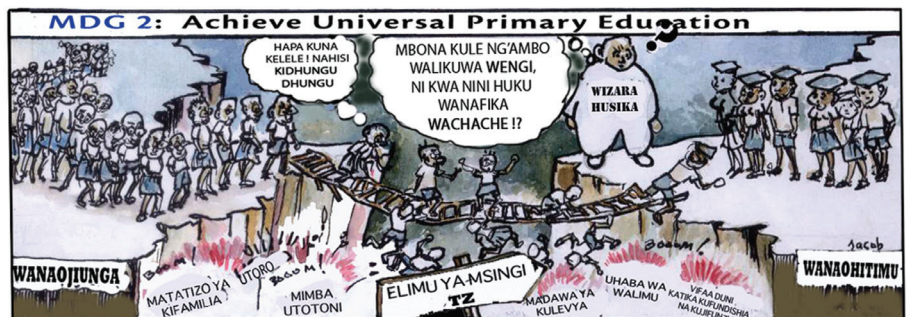 MDG 2: Achieve Universal Primary Education
HAPA KUNA
KELELE ! NAHISI
KIDHUNGU
DHUNGU
MBONA KULE NG'AMBO
WALIKUWA WENGI,
NI KWA NINI HUKU
WANAFIKA
WACHACHE !?
?
WIZARA
HUSIKA
WANAOJIUNGA
BOOM!
MATATIZO YA
KIFAMILIA
UTORO
BOOUM!
MIMBA
UTOTONI
ELIMU YA-MSINGI
TZ
MADAWA YA
KULEVYA
BOOOM!
UHABA WA
WALIMU
VIFAA DUNI
KATIKA KUFUNDISHIA
Jacob
WANAOHITIMU